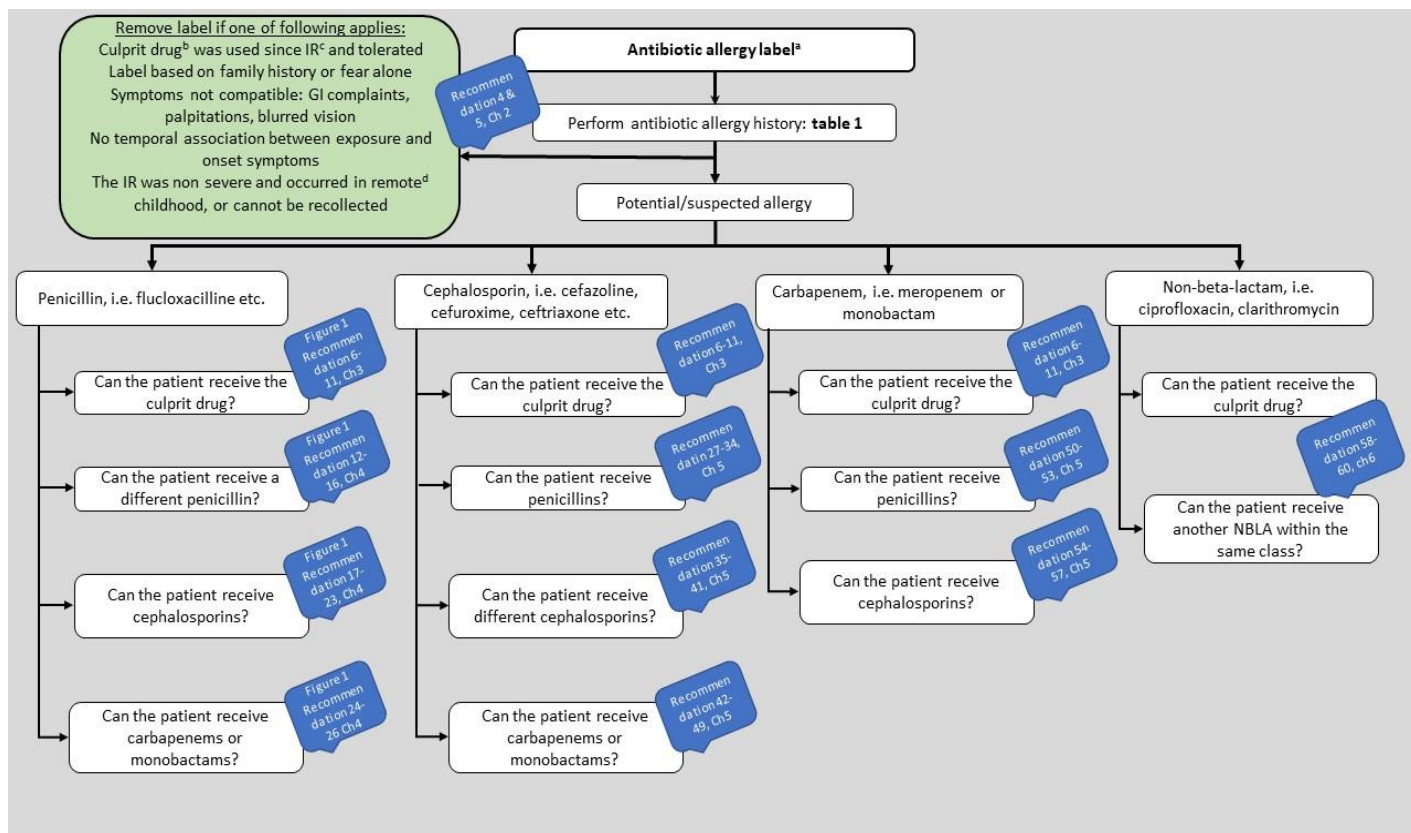 Remove label if one of following applies:
Culprit drugᵇ was used since IRᶜ and tolerated
Label based on family history or fear alone
Symptoms not compatible: GI complaints,
palpitations, blurred vision
No temporal association between exposure and
onset symptoms
The IR was non severe and occurred in remoteᵈ
childhood, or cannot be recollected
Recommen
dation 4 &
5, Ch 2
Antibiotic allergy labelᵃ
Perform antibiotic allergy history: table 1
Potential/suspected allergy
Penicillin, i.e. flucloxacilline etc.
Figure 1
Recommen
dation 6-
11, Ch3
Can the patient receive the
culprit drug?
Figure 1
Recommen
dation 12-
16, Ch4
Can the patient receive a
different penicillin?
Figure 1
Recommen
dation 17-
23, Ch4
Can the patient receive
cephalosporins?
Figure 1
Recommen
dation 24-
26 Ch4
Can the patient receive
carbapenems or
monobactams?
Cephalosporin, i.e. cefazoline,
cefuroxime, ceftriaxone etc.
Recommen
dation 6-11,
Ch3
Can the patient receive the
culprit drug?
Recommen
datin 27-34,
Ch 5
Can the patient receive
penicillins?
Recommen
dation 35-
41, Ch5
Can the patient receive
different cephalosporins?
Recommen
dation 42-
49, Ch5
Can the patient receive
carbapenems or
monobactams?
Carbapenem, i.e. meropenem or
monobactam
Recommen
dation 6-
11, Ch3
Can the patient receive the
culprit drug?
Recommen
dation 50-
53, Ch 5
Can the patient receive
penicillins?
Recommen
dation 54-
57, Ch5
Can the patient receive
cephalosporins?
Non-beta-lactam, i.e.
ciprofloxacin, clarithromycin
Can the patient receive the
culprit drug?
Recommen
dation 58-
60, ch6
Can the patient receive
another NBLA within the
same class?